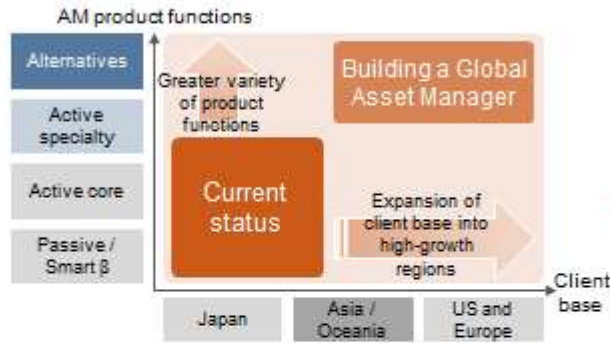 AM product functions
Alternatives
Active
specialty
Active core
Passive /
Smart β
Greater variety
of product
functions
Building a Global
Asset Manager
Current
status
Expansion of
client base into
high-growth
regions
Client
base
Japan
Asia /
Oceania
US and
Europe